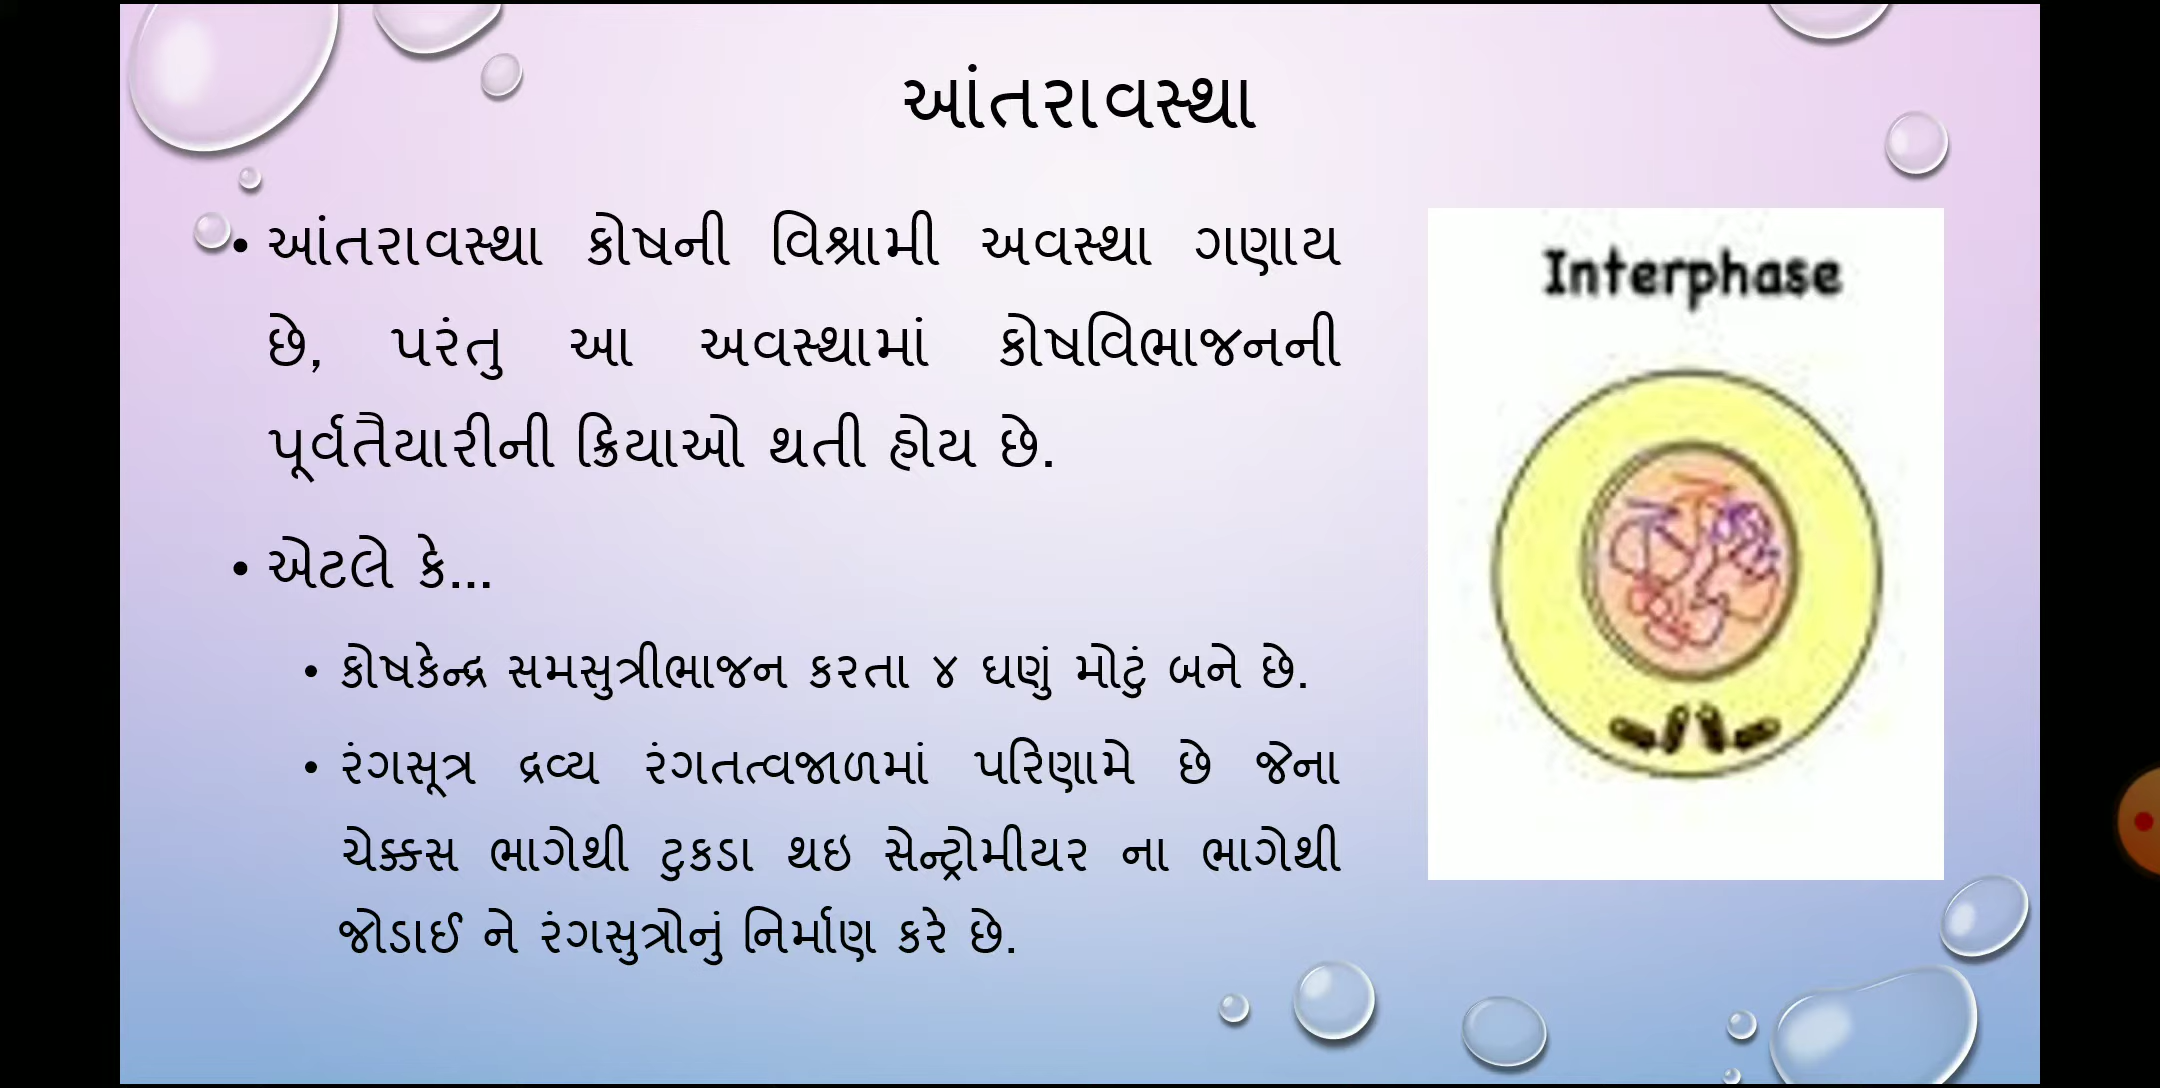 આંતરાવસ્થા
• આંતરાવસ્થા કોષની વિશ્રામી અવસ્થા ગણાય
છે, પરંતુ આ અવસ્થામાં કોષવિભાજનની
પૂર્વતૈયારીની ક્રિયાઓ થતી હોય છે.
• એટલે કે...
• કોષકેન્દ્ર સમસુત્રીભાજન કરતા ૪ ઘણું મોટું બને છે.
• રંગસૂત્ર દ્રવ્ય રંગતત્વજાળમાં પરિણામે છે જેના
ચેક્કસ ભાગેથી ટુકડા થઇ સેન્ટ્રોમીયર ના ભાગેથી
જોડાઈ ને રંગસુત્રોનું નિર્માણ કરે છે.
Interphase